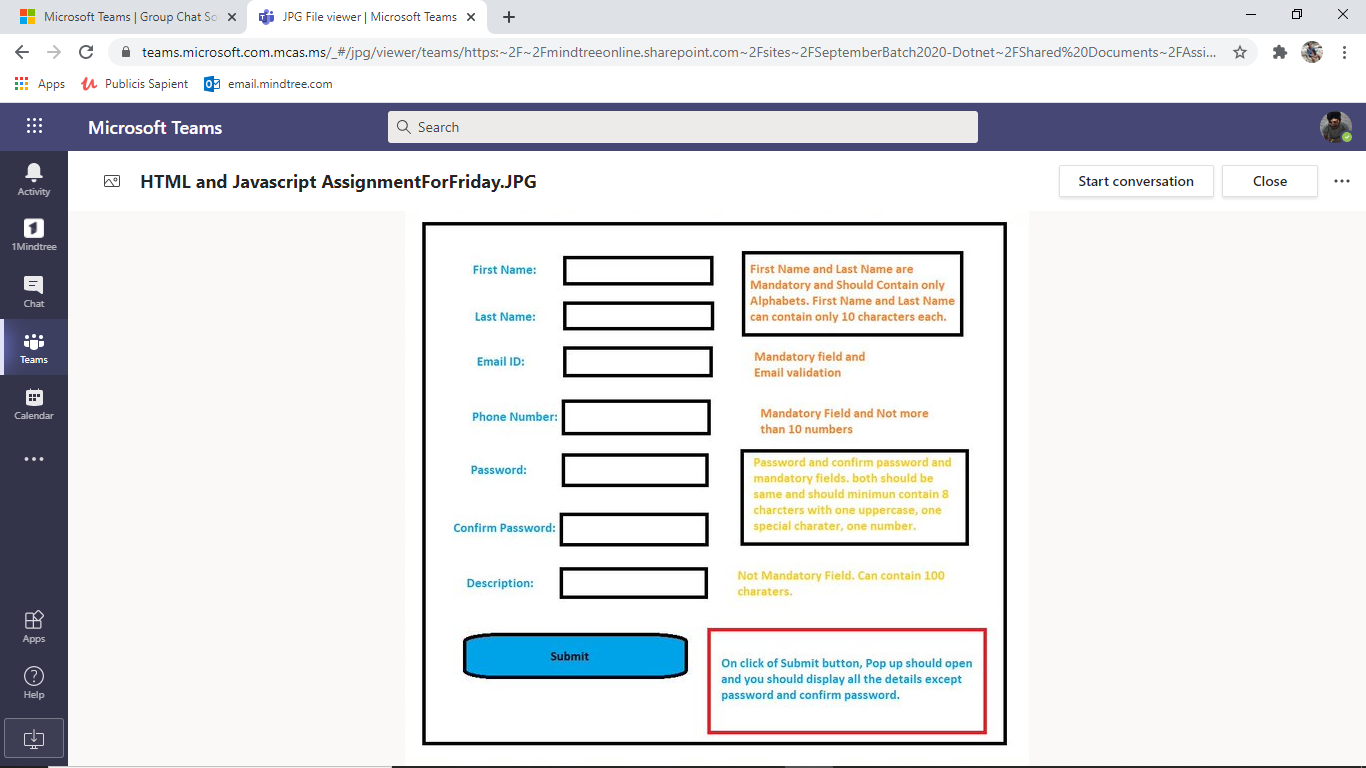 Microsoft Teams | Group Chat So
JPG File viewer | Microsoft Teams
teams.microsoft.com.mcas.ms/_#/jpg/viewer/teams/https:~2F~2Fmindtreeonline.sharepoint.com~2Fsites~2FSeptemberBatch2020-Dotnet~2FShared%20Documents~2FAssi...
Apps
Publicis Sapient
email.mindtree.com
Microsoft Teams
Search
Activity
1Mindtree
Chat
Teams
Calendar
Apps
Help
HTML and Javascript AssignmentForFriday.JPG
Start conversation
Close
First Name:
First Name and Last Name are
Mandatory and Should Contain only
Alphabets. First Name and Last Name
can contain only 10 characters each.
Last Name:
Email ID:
Mandatory field and
Email validation
Phone Number:
Mandatory Field and Not more
than 10 numbers
Password:
Password and confirm password and
mandatory fields. both should be
same and should minimun contain 8
charcters with one uppercase, one
special charater, one number.
Confirm Password:
Description:
Not Mandatory Field. Can contain 100
charaters.
Submit
On click of Submit button, Pop up should open
and you should display all the details except
password and confirm password.